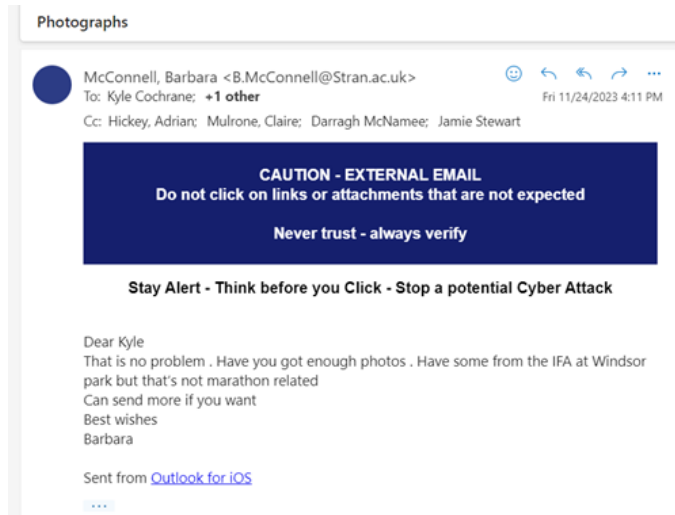 Photographs
McConnell, Barbara <B.McConnell@Stran.ac.uk>
To: Kyle Cochrane; +1 other
Fri 11/24/2023 4:11 PM
Cc: Hickey, Adrian; Mulrone, Claire; Darragh McNamee; Jamie Stewart
CAUTION - EXTERNAL EMAIL
Do not click on links or attachments that are not expected
Never trust - always verify
Stay Alert - Think before you Click - Stop a potential Cyber Attack
Dear Kyle
That is no problem . Have you got enough photos . Have some from the IFA at Windsor
park but that's not marathon related
Can send more if you want
Best wishes
Barbara
Sent from Outlook for iOS